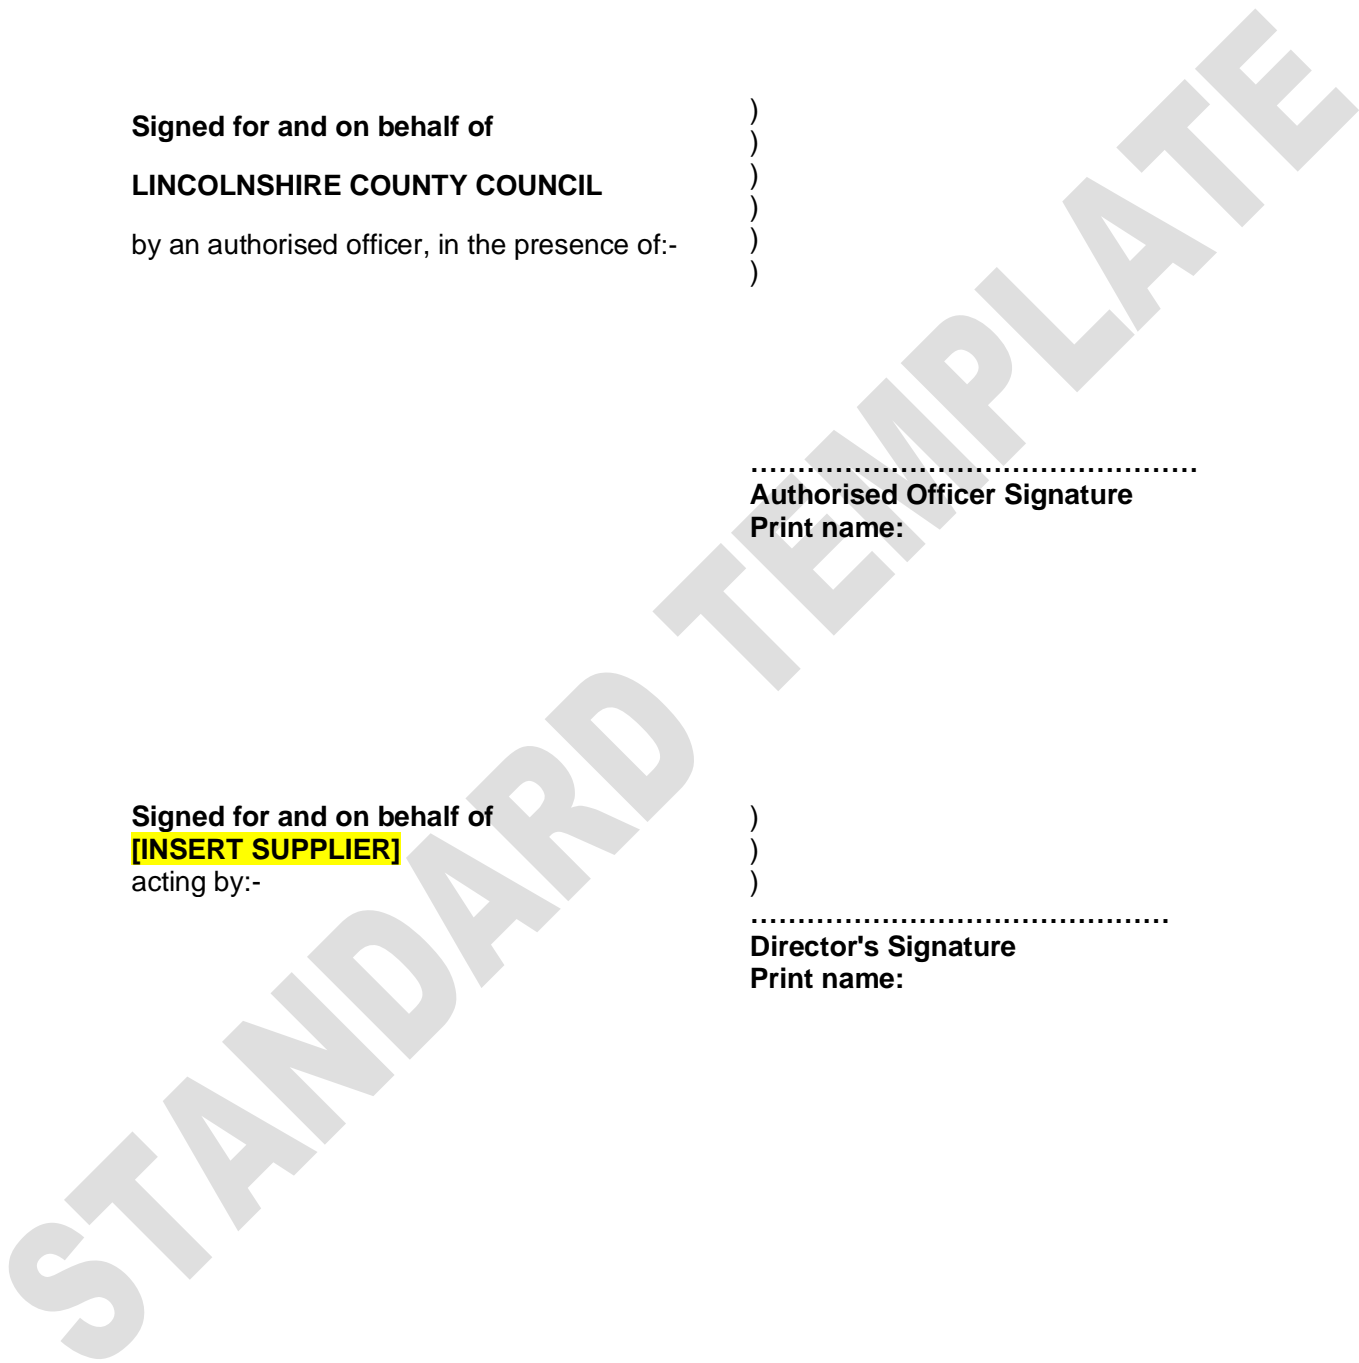 Signed for and on behalf of )
)
LINCOLNSHIRE COUNTY COUNCIL )
)
by an authorised officer, in the presence of:- )
)
................................................
Authorised Officer Signature
Print name:
Signed for and on behalf of )
[INSERT SUPPLIER] )
acting by:- )
.............................................
Director's Signature
Print name:
STANDARD TEMPLATE